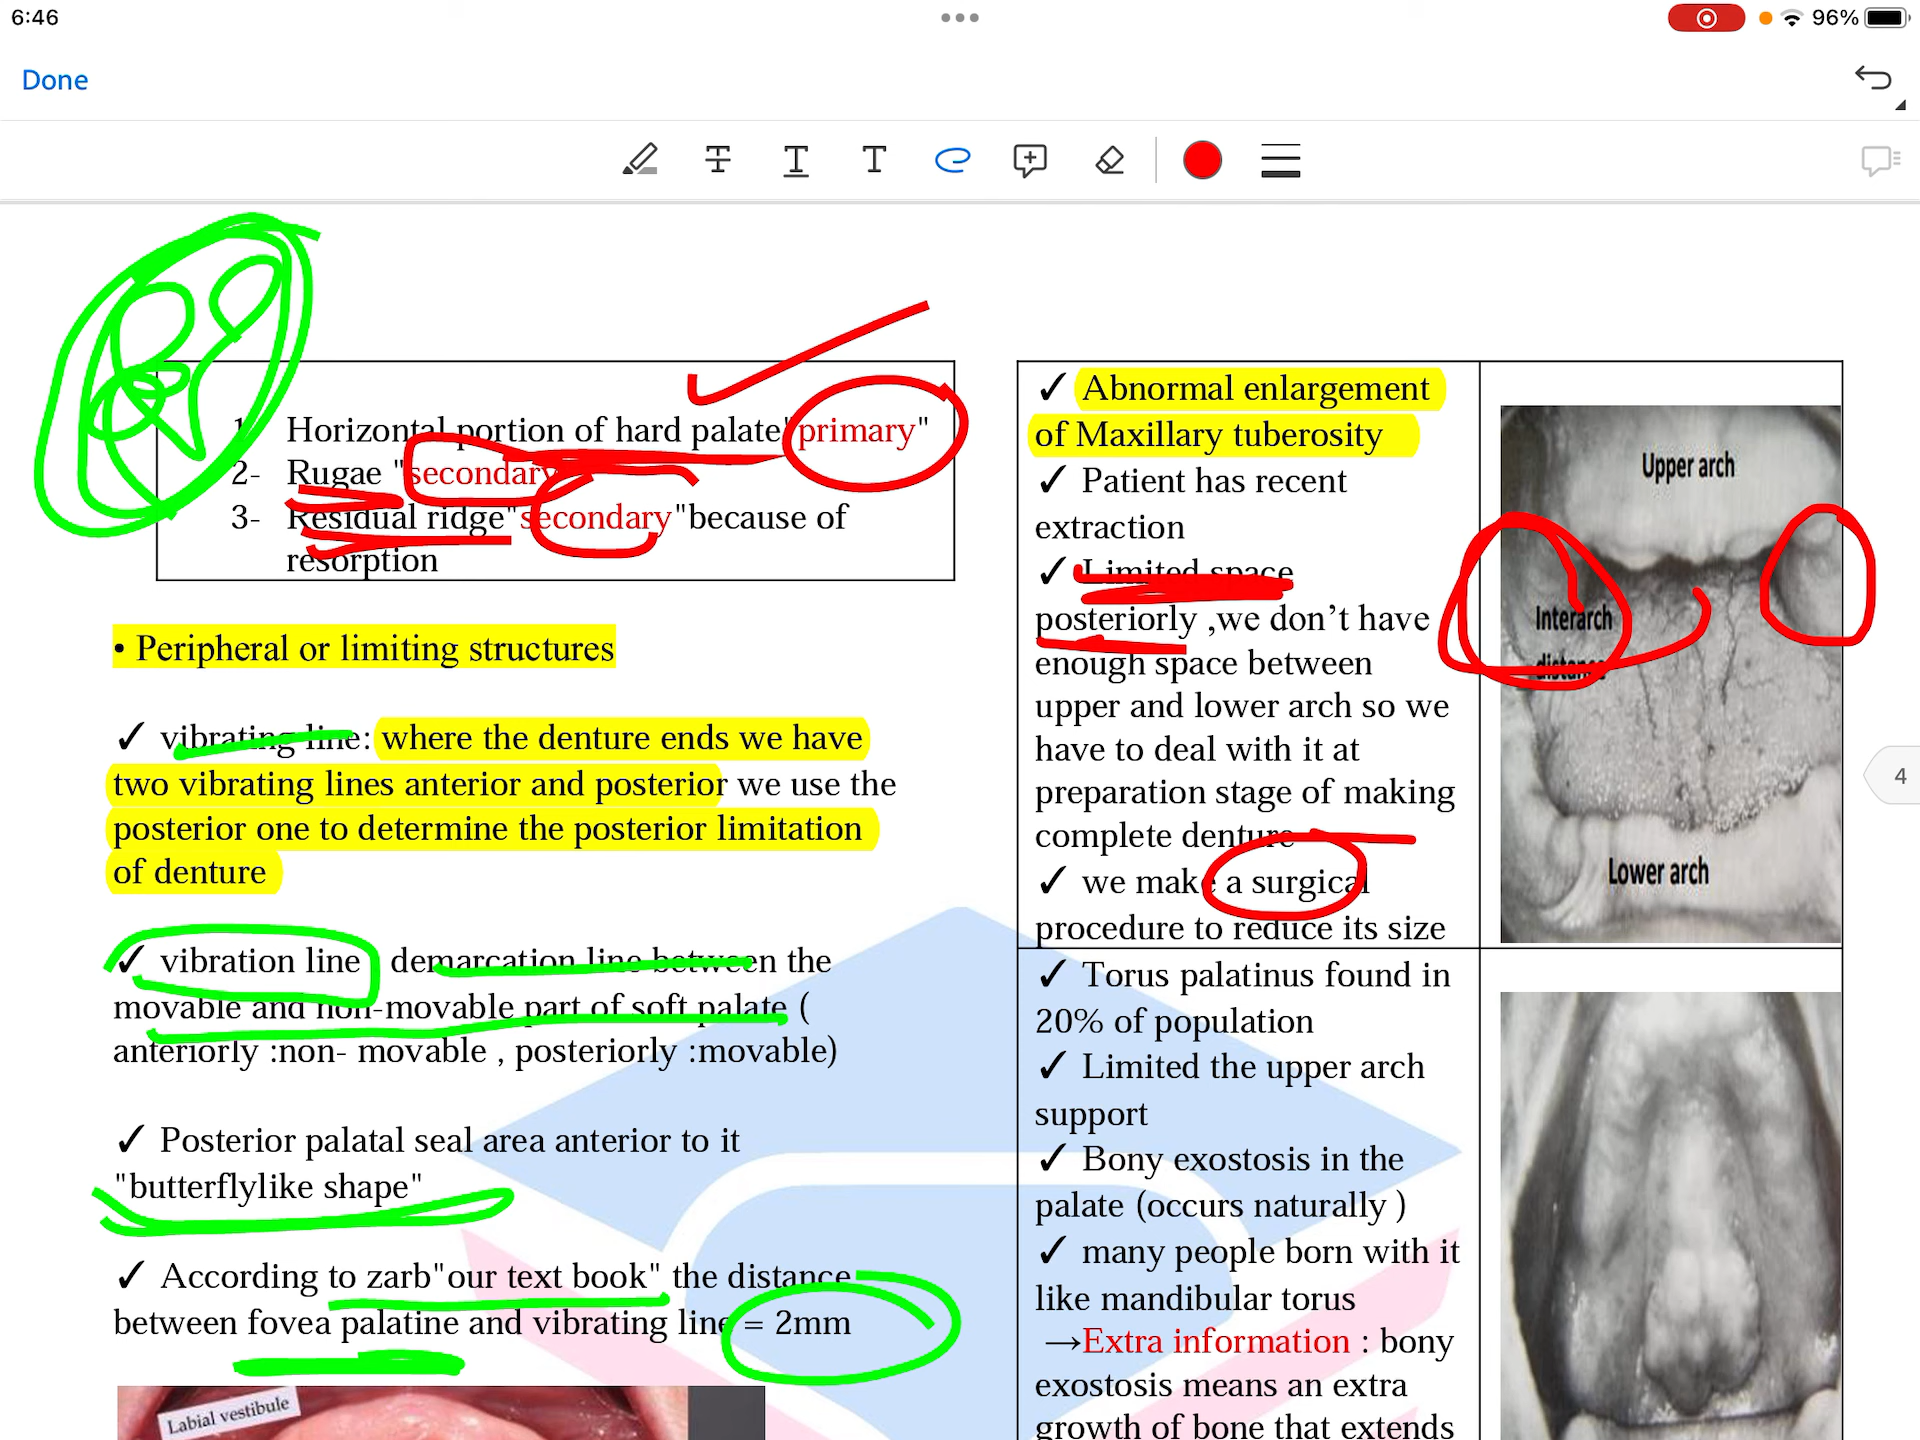 6:46
96%
Done
Horizontal portion of hard palate"primary"
2- Rugae "secondary
3- Residual ridge"secondary"because of
resorption
• Peripheral or limiting structures
✓ vibrating line: where the denture ends we have
two vibrating lines anterior and posterior we use the
posterior one to determine the posterior limitation
of denture
✓ vibration line demarcation line between the
movable and non-movable part of soft palate (
anteriorly :non- movable , posteriorly :movable)
✓ Posterior palatal seal area anterior to it
"butterflylike shape"
✓ According to zarb"our text book" the distance
between fovea palatine and vibrating line = 2mm
Labial vestibule
✓ Abnormal enlargement
of Maxillary tuberosity
✓ Patient has recent
extraction
✓ Limited space
posteriorly ,we don't have
enough space between
upper and lower arch so we
have to deal with it at
preparation stage of making
complete denture
✓ we make a surgical
procedure to reduce its size
Upper arch
Interarch
distance
Lower arch
✓ Torus palatinus found in
20% of population
✓ Limited the upper arch
support
✓ Bony exostosis in the
palate (occurs naturally )
✓ many people born with it
like mandibular torus
→Extra information : bony
exostosis means an extra
growth of bone that extends
4